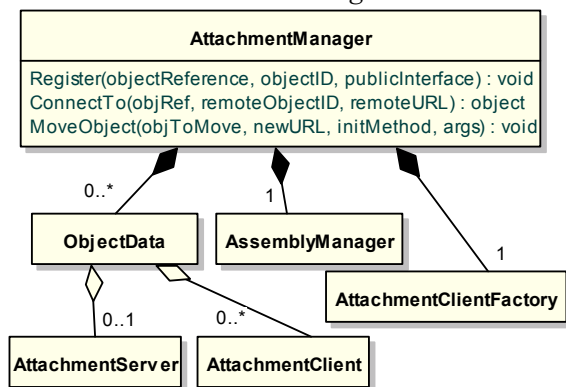 AttachmentManager
Register(objectReference, objectID, publicInterface) : void
ConnectTo(objRef, remoteObjectID, remoteURL) : object
MoveObject(objToMove, newURL, initMethod, args) : void
0..*
1
1
ObjectData
AssemblyManager
AttachmentClientFactory
0..1
0..*
AttachmentServer
AttachmentClient